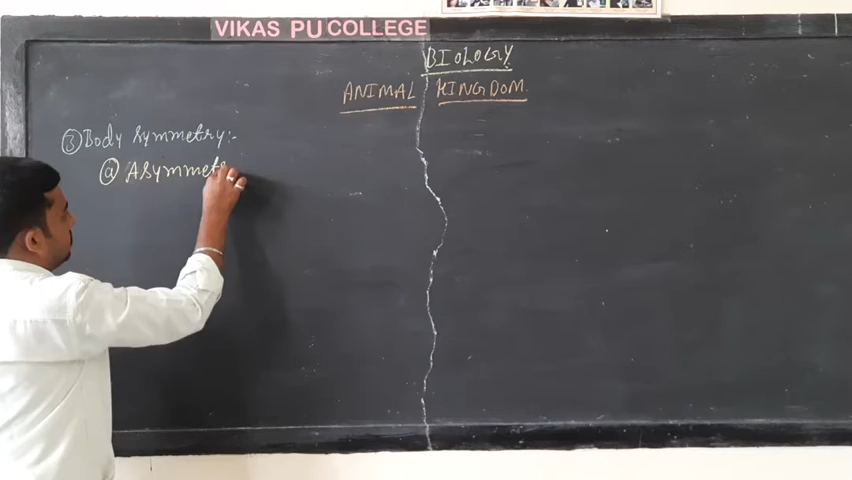 VIKAS PU COLLEGE
BIOLOGY
ANIMAL KINGDOM
③ Body Symmetry:-
ⓐ Asymmetr